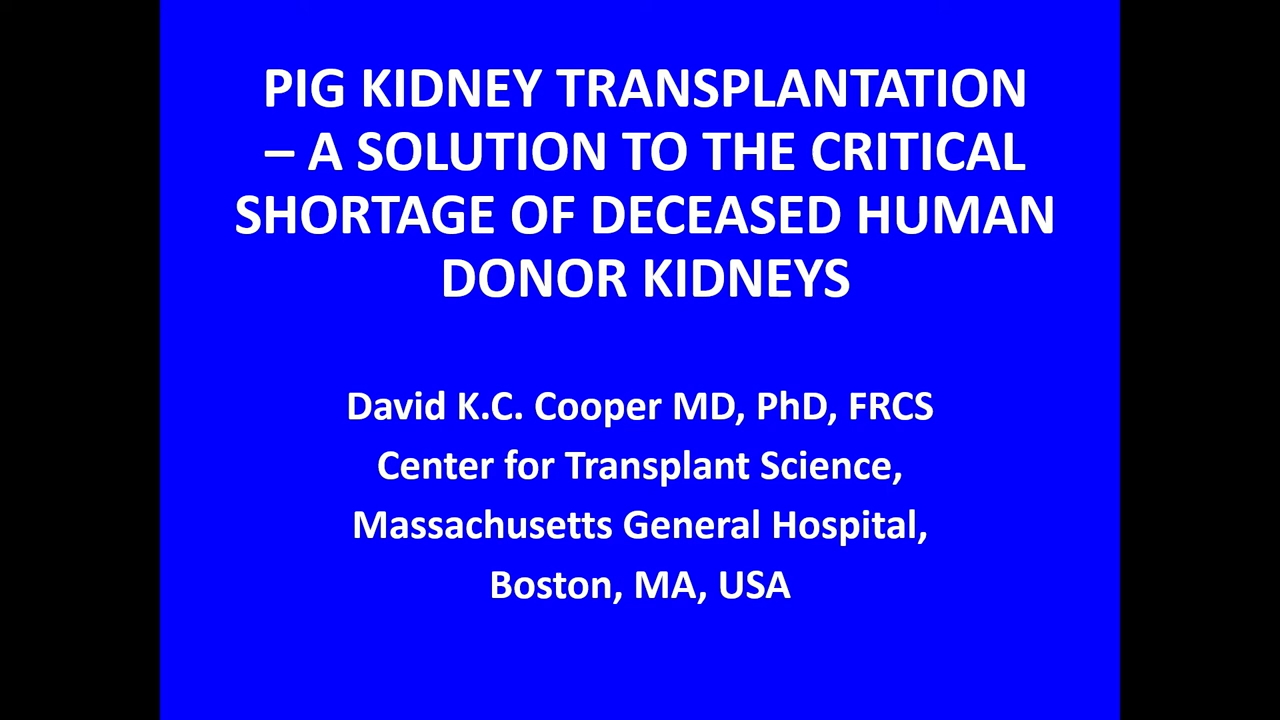 PIG KIDNEY TRANSPLANTATION
– A SOLUTION TO THE CRITICAL
SHORTAGE OF DECEASED HUMAN
DONOR KIDNEYS
David K.C. Cooper MD, PhD, FRCS
Center for Transplant Science,
Massachusetts General Hospital,
Boston, MA, USA